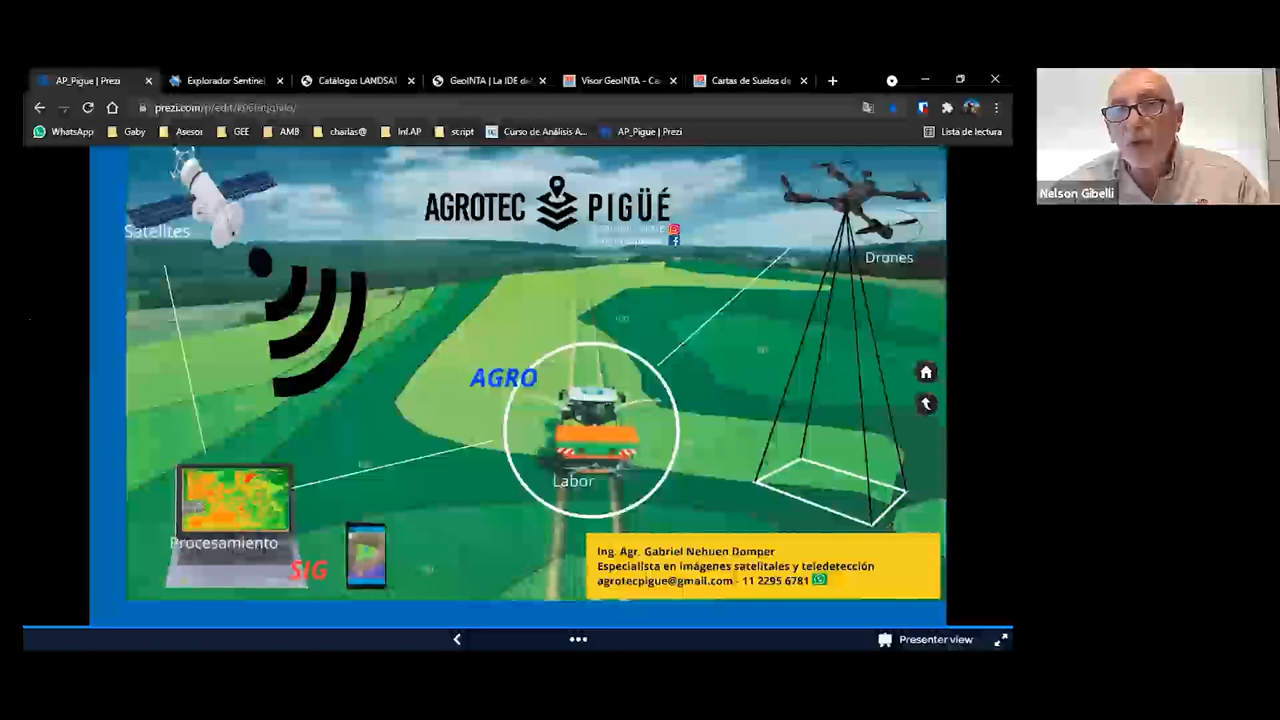 AP_Pigue | Prezi
Explorador Sentinel
Catálogo: LANDSAT
GeoINTA | La IDE de
Visor GeoINTA - Ca
Cartas de Suelos de
prezi.com/p/edit/
WhatsApp
Gaby
Asesor
GEE
AMB
charlas@
Inf.AP
script
Curso de Análisis A...
AP_Pigue | Prezi
Lista de lectura
Nelson Gibelli
AGROTEC PIGÜÉ
Satelites
Drones
AGRO
Labor
Procesamiento
SIG
Ing. Agr. Gabriel Nehuen Domper
Especialista en imágenes satelitales y teledetección
agrotecpigue@gmail.com - 11 2295 6781
Presenter view